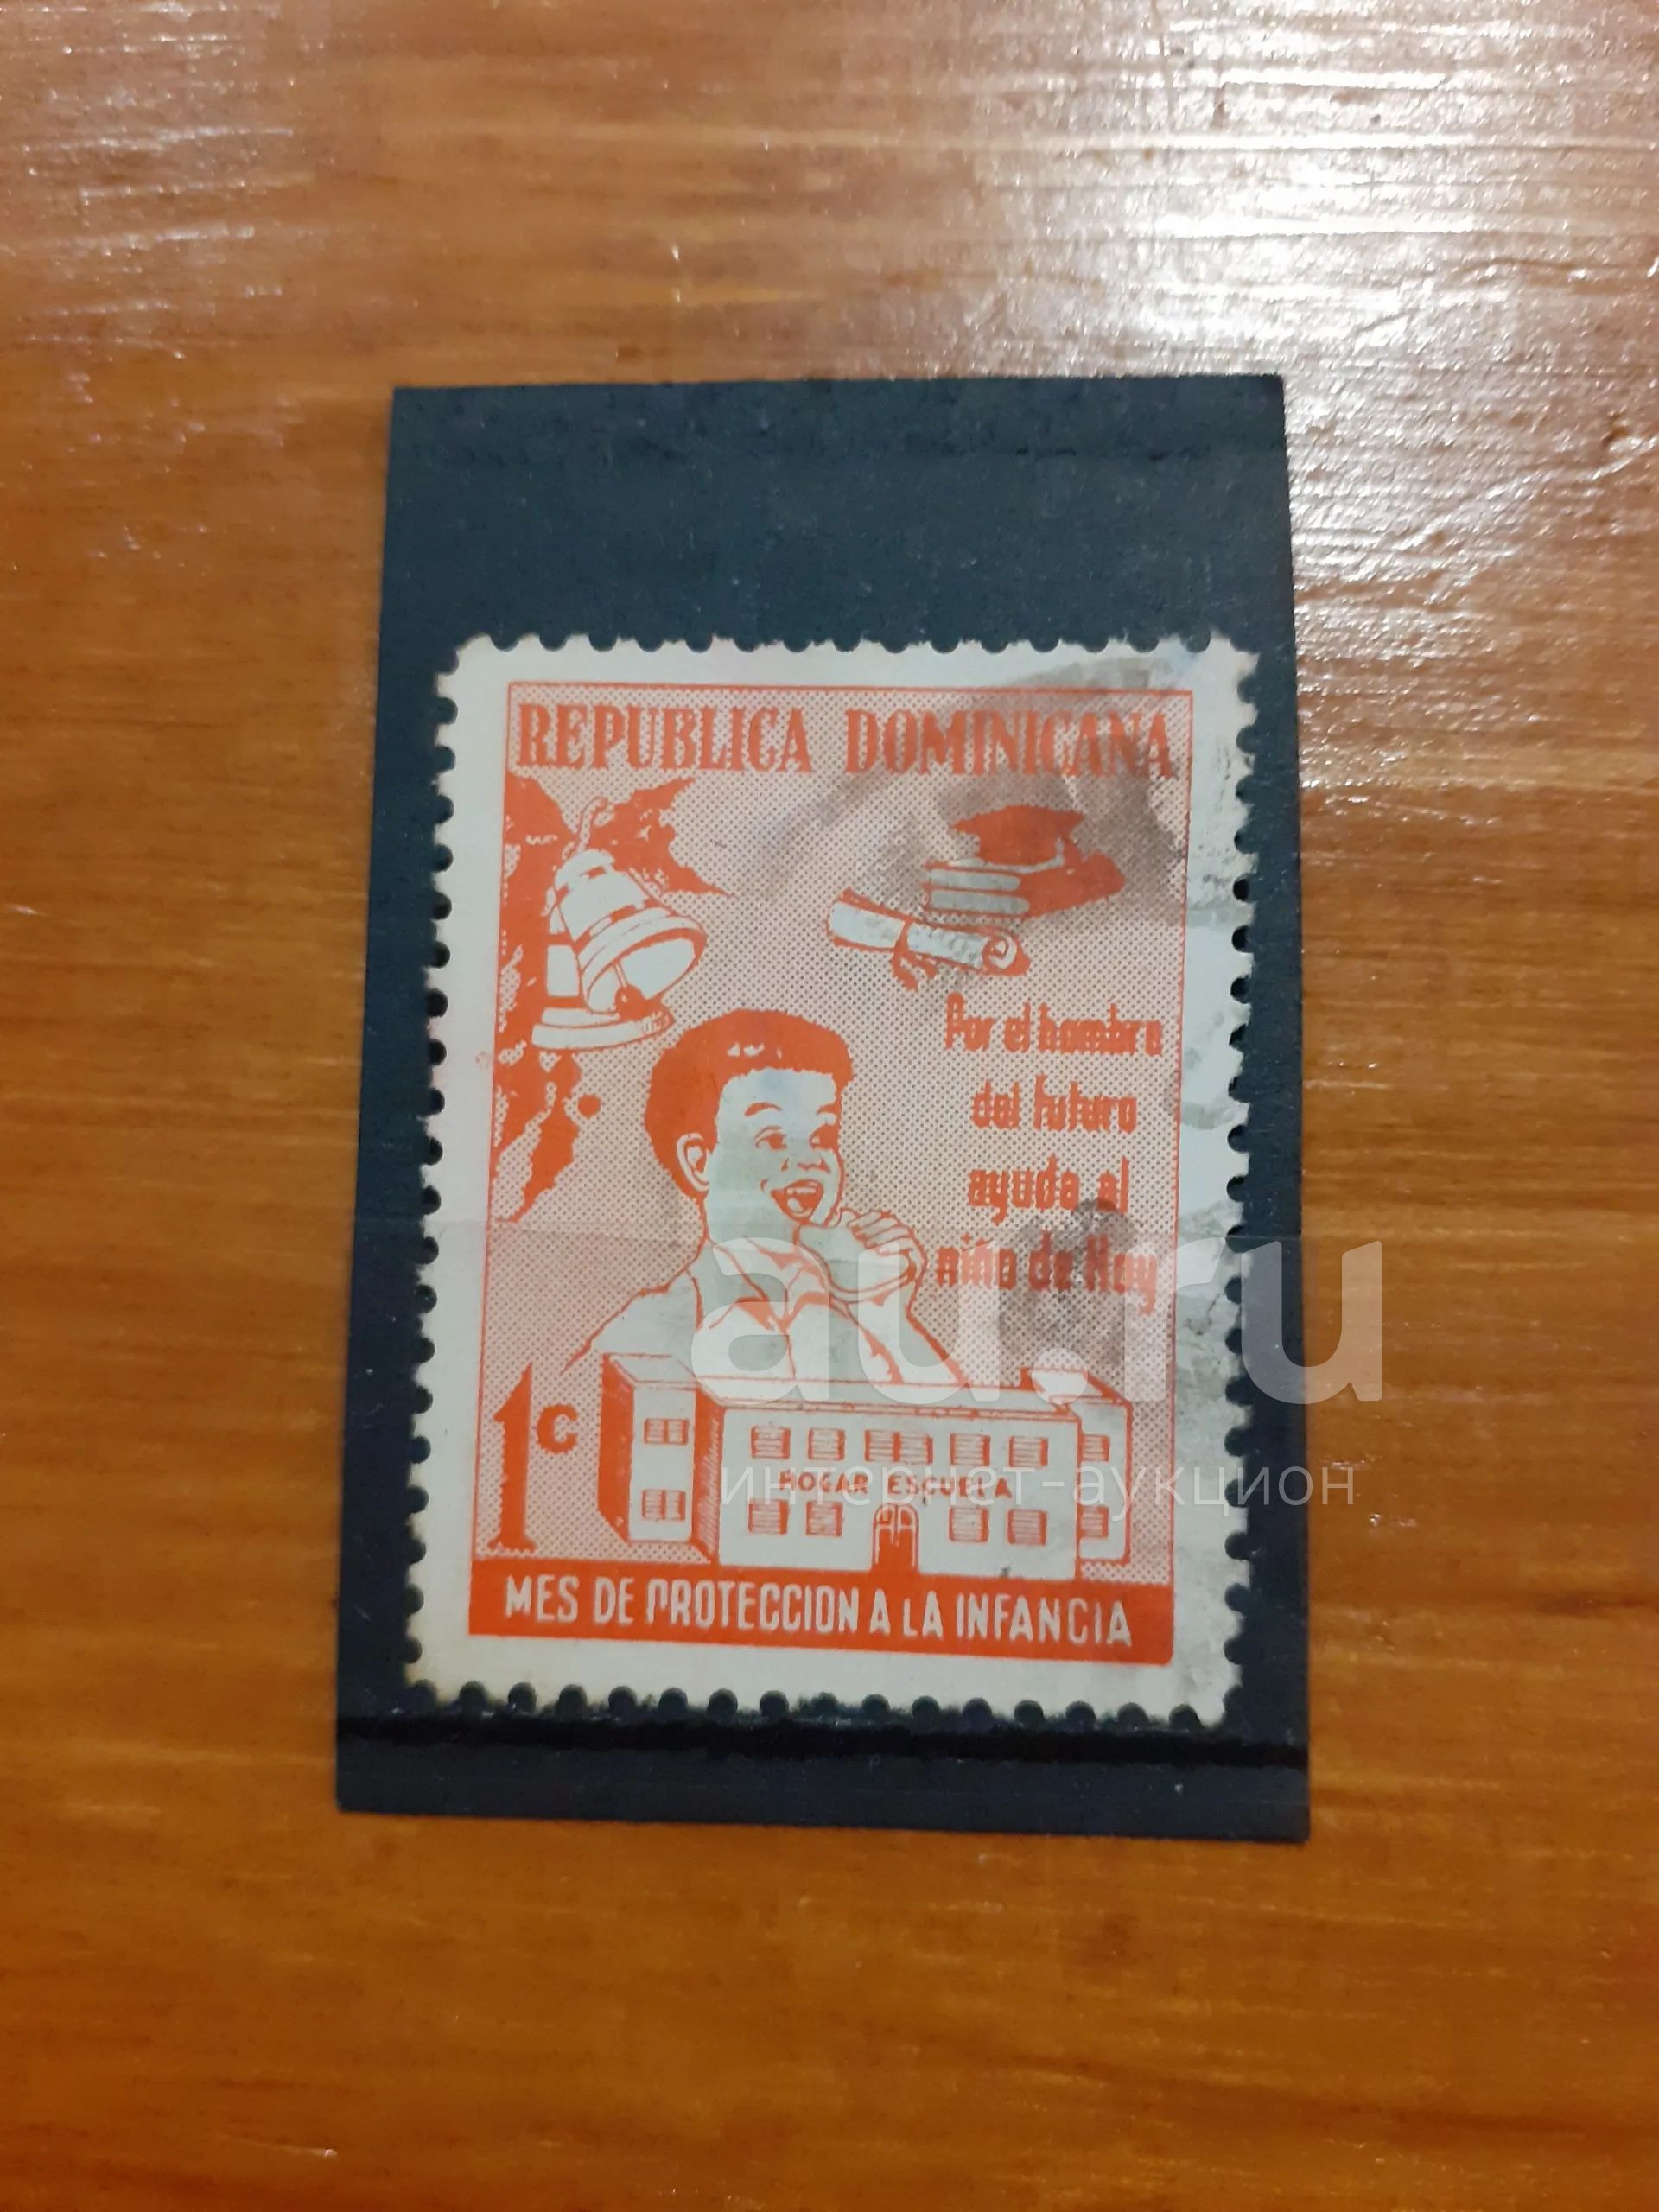 REPUBLICA DOMINICANA
Por el hombre
del futuro
ayuda al
niño de Hoy
au.ru
1c
HOGAR ESCUELA
интернет-аукцион
MES DE PROTECCION A LA INFANCIA